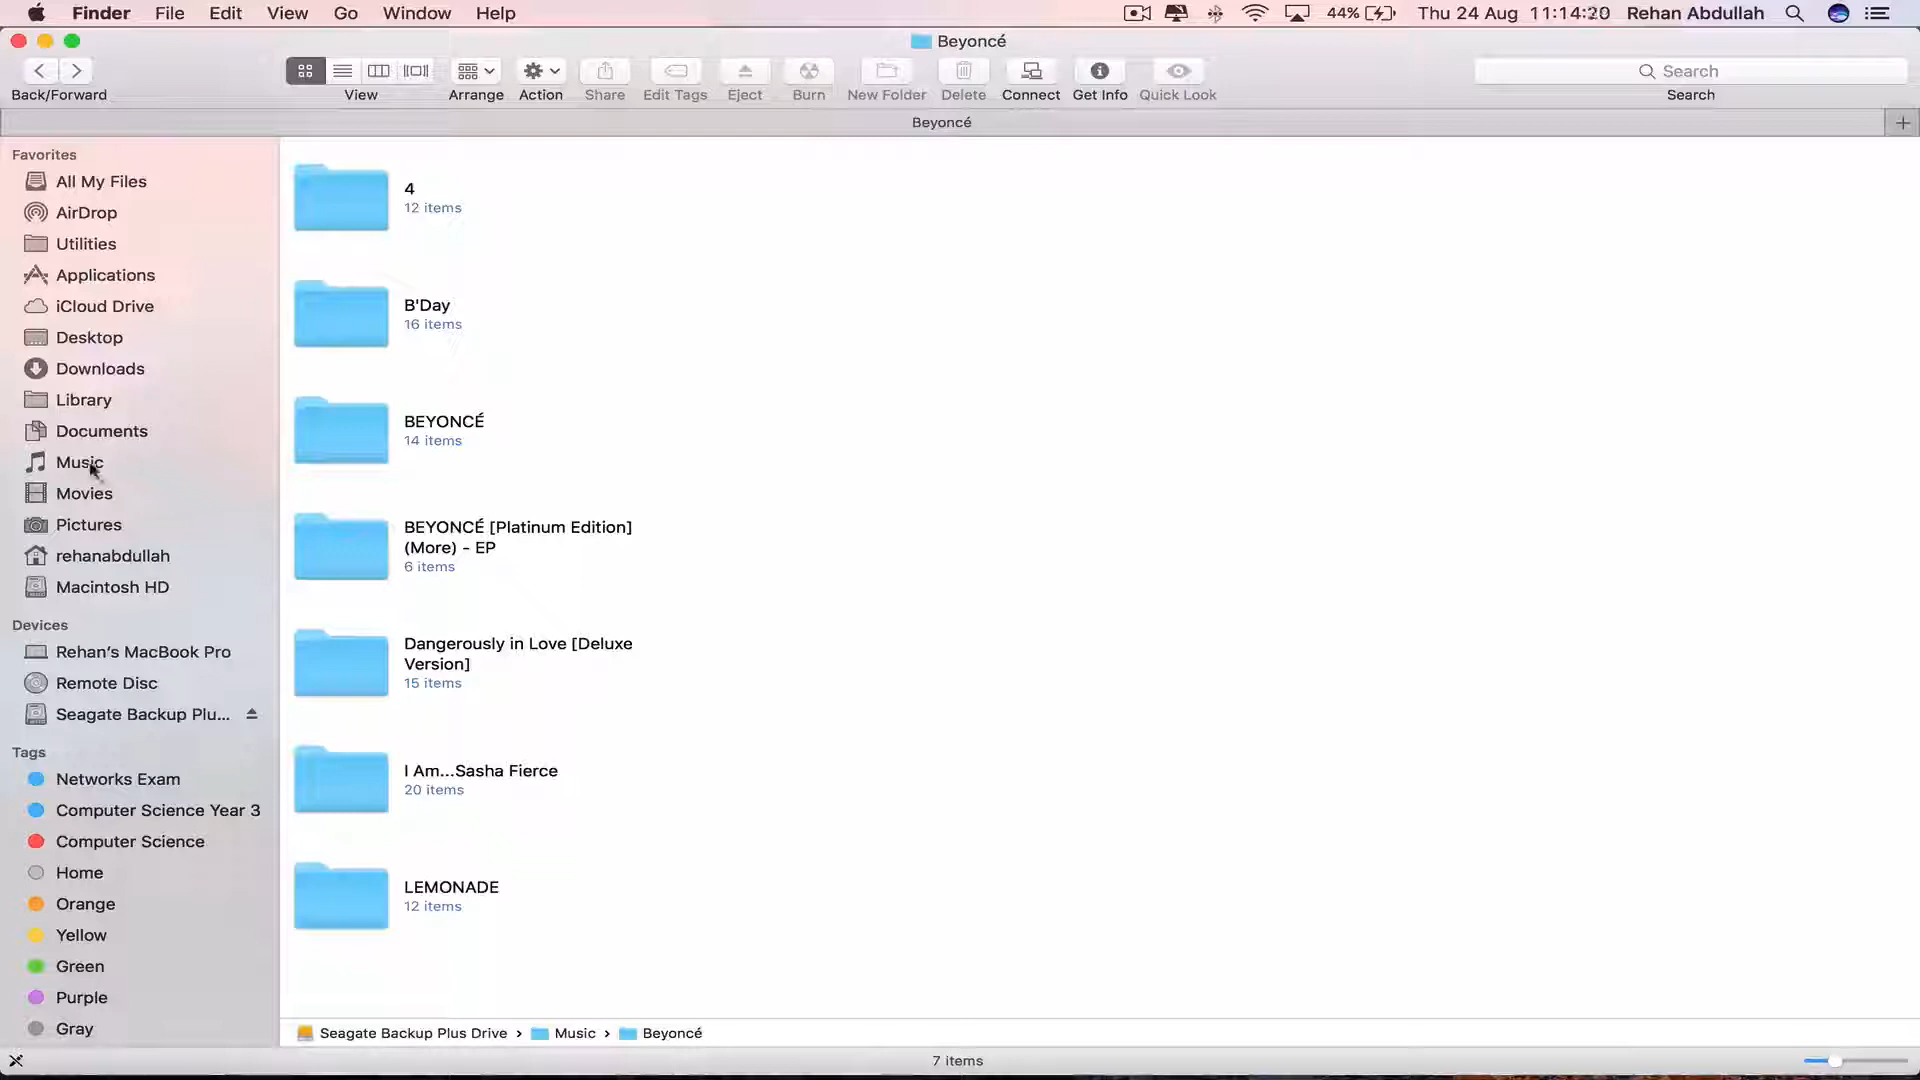 Finder File Edit View Go Window Help 44% Thu 24 Aug 11:14:20 Rehan Abdullah
Beyoncé
Search
Back/Forward View Arrange Action Share Edit Tags Eject Burn New Folder Delete Connect Get Info Quick Look Search
Beyoncé
Favorites
All My Files
AirDrop
Utilities
Applications
iCloud Drive
Desktop
Downloads
Library
Documents
Music
Movies
Pictures
rehanabdullah
Macintosh HD
Devices
Rehan's MacBook Pro
Remote Disc
Seagate Backup Plu...
Tags
Networks Exam
Computer Science Year 3
Computer Science
Home
Orange
Yellow
Green
Purple
Gray
4
12 items
B'Day
16 items
BEYONCÉ
14 items
BEYONCÉ [Platinum Edition]
(More) - EP
6 items
Dangerously in Love [Deluxe
Version]
15 items
I Am...Sasha Fierce
20 items
LEMONADE
12 items
Seagate Backup Plus Drive › Music › Beyoncé
7 items